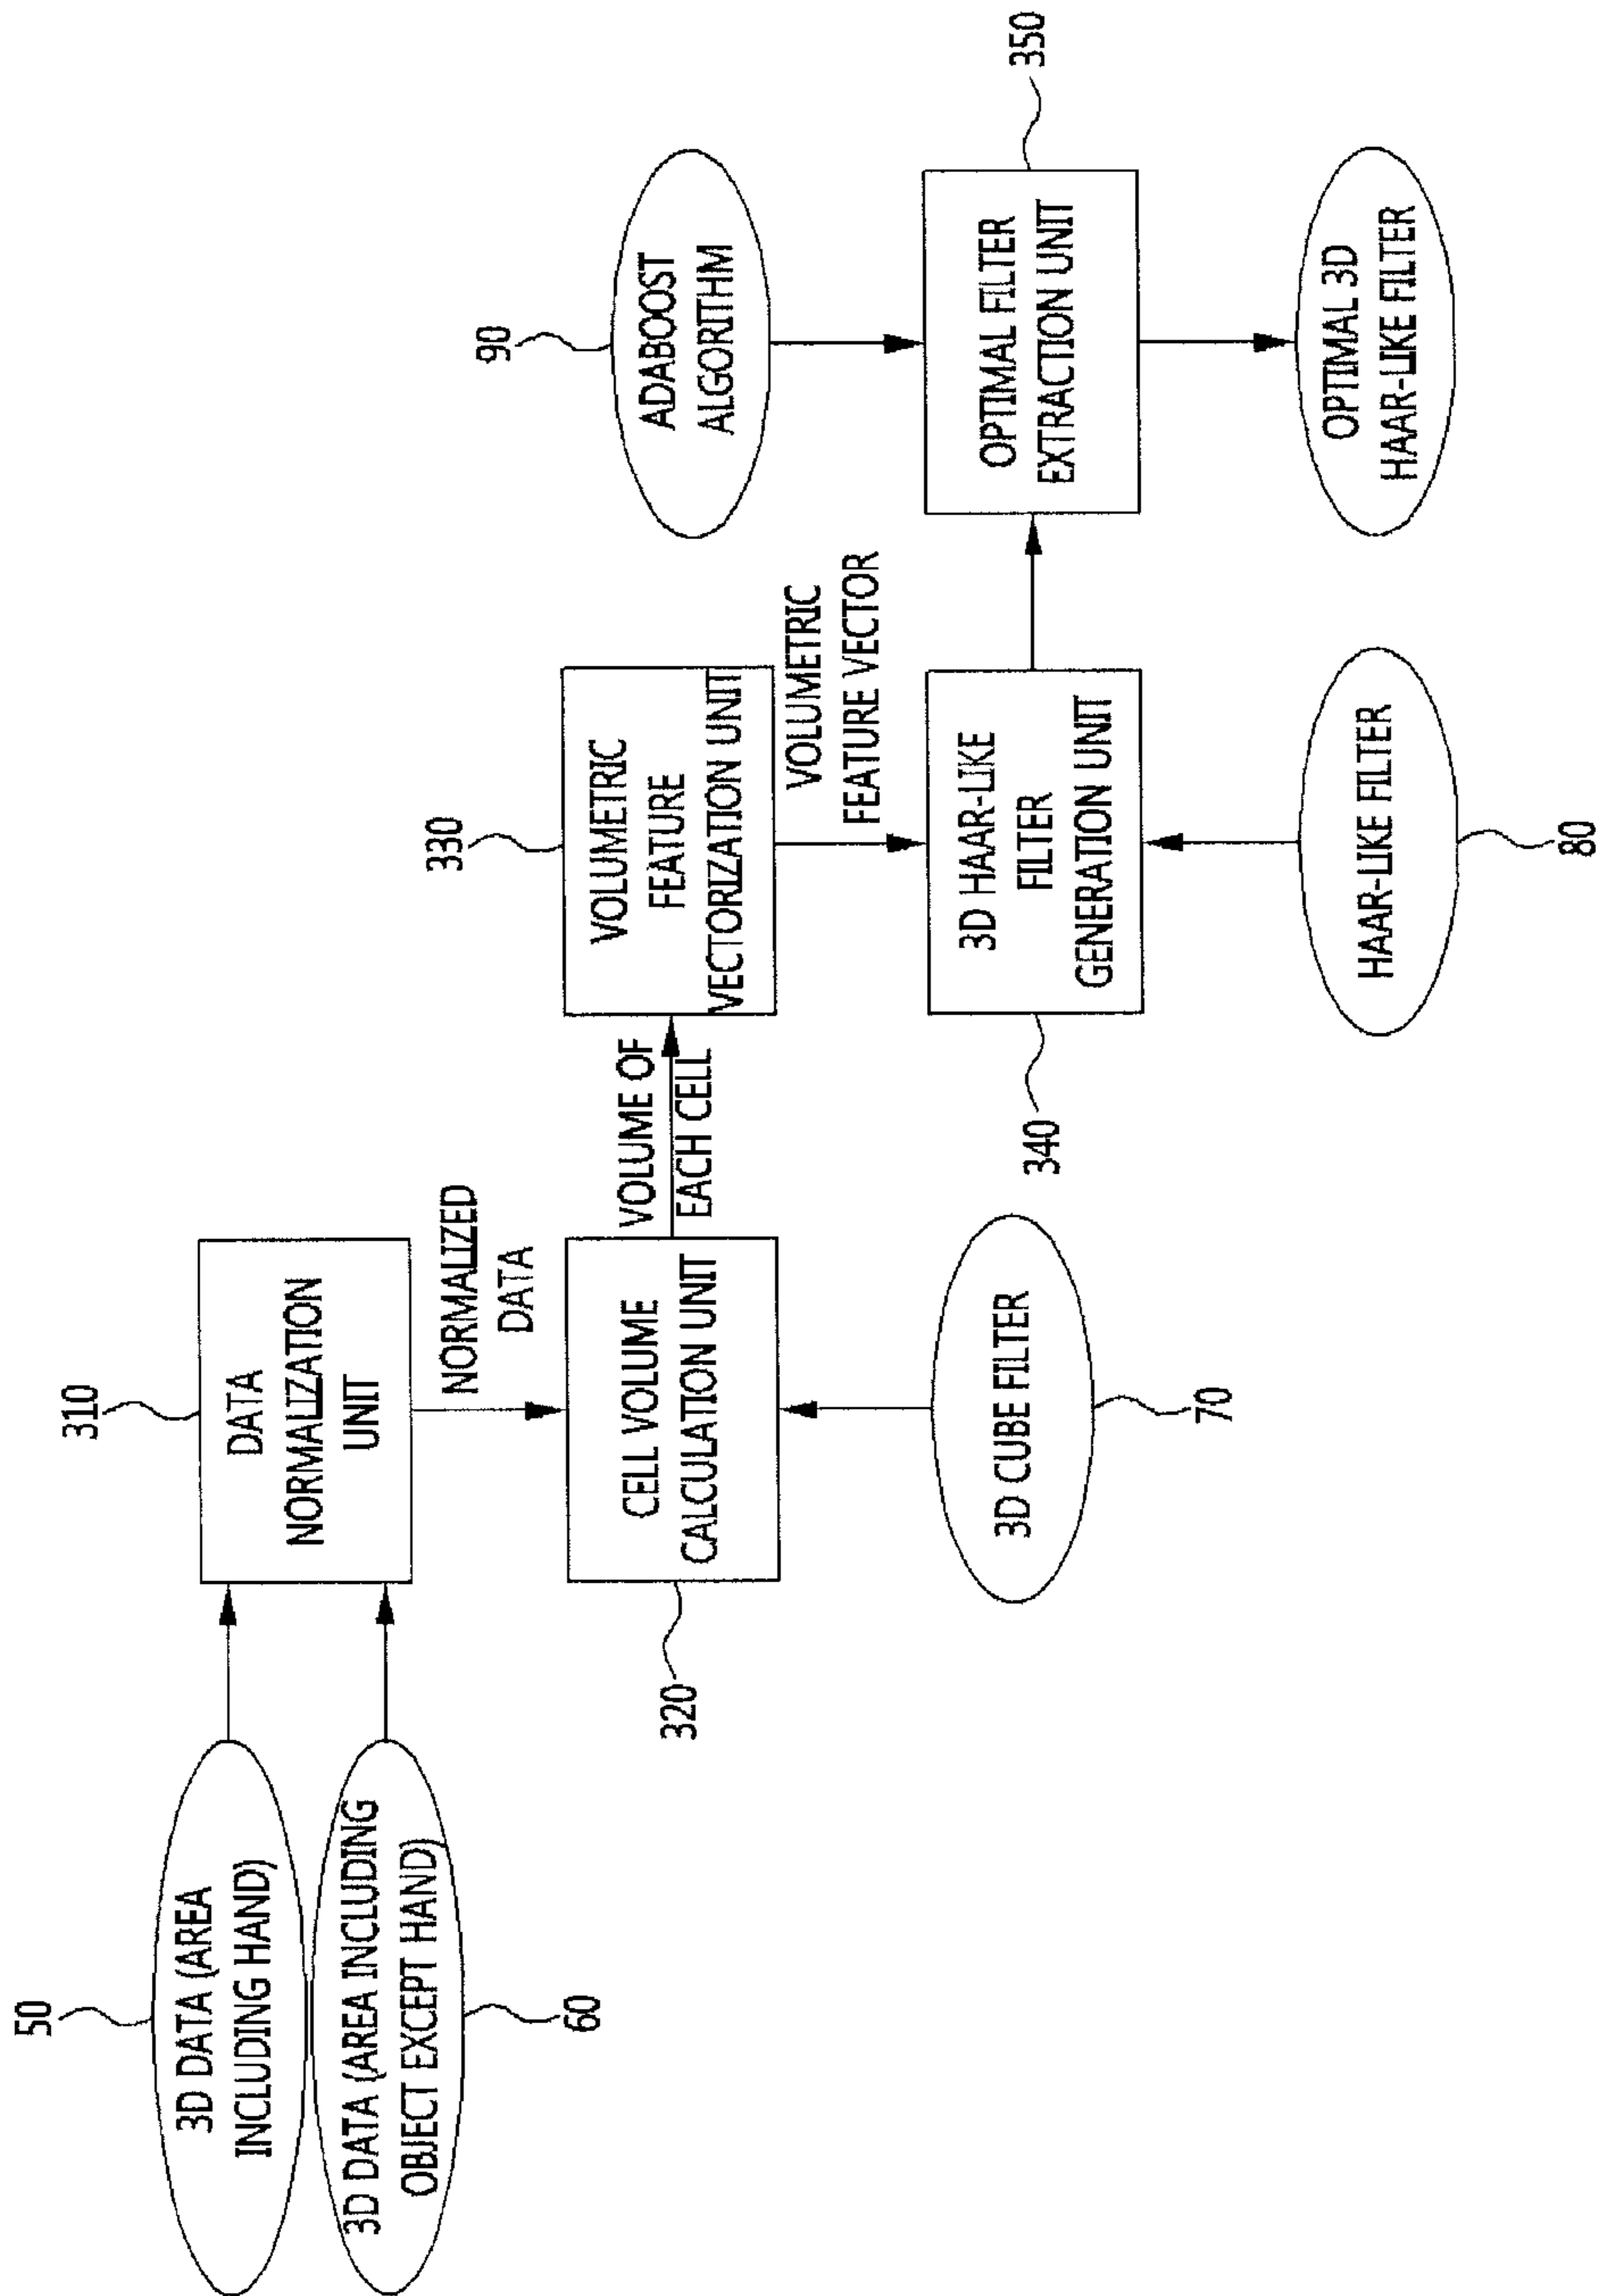 50
3D DATA (AREA
INCLUDING HAND)
3D DATA (AREA INCLUDING
OBJECT EXCEPT HAND)
60
310
DATA
NORMALIZATION
UNIT
NORMALIZED
DATA
320
CELL VOLUME
CALCULATION UNIT
3D CUBE FILTER
70
VOLUME OF
EACH CELL
330
VOLUMETRIC
FEATURE
VECTORIZATION UNIT
VOLUMETRIC
FEATURE VECTOR
340
3D HAAR-LIKE
FILTER
GENERATION UNIT
HAAR-LIKE FILTER
80
90
ADABOOST
ALGORITHM
350
OPTIMAL FILTER
EXTRACTION UNIT
OPTIMAL 3D
HAAR-LIKE FILTER